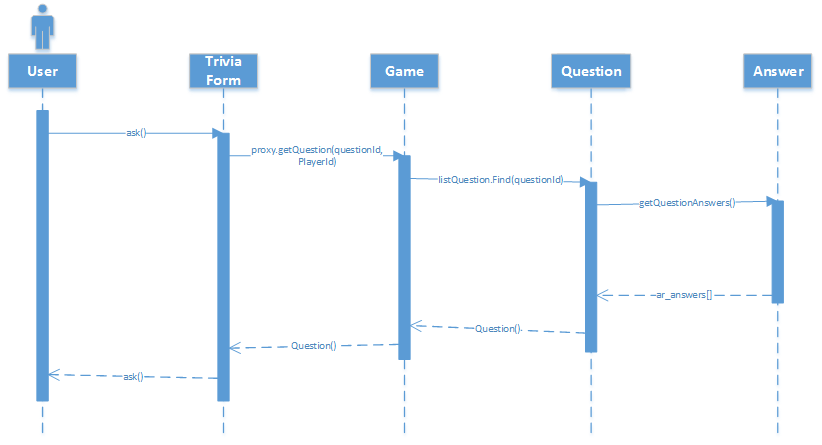 User
Trivia
Form
Game
Question
Answer
ask()
proxy.getQuestion(questionId,
PlayerId)
listQuestion.Find(questionId)
getQuestionAnswers()
ar_answers[]
Question()
Question()
ask()